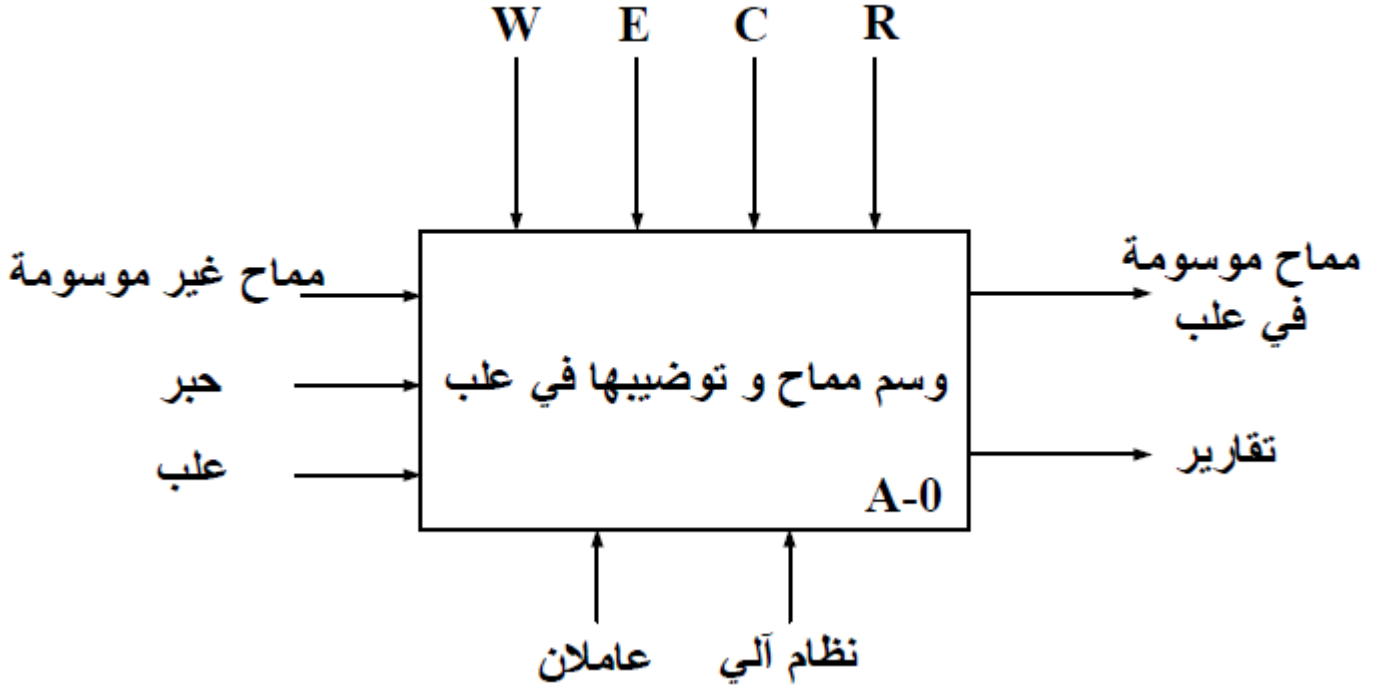 W E C R
مماح غير موسومة
حبر
علب
وسم مماح و توضيبها في علب
A-0
مماح موسومة
في علب
تقارير
عاملان
نظام آلي